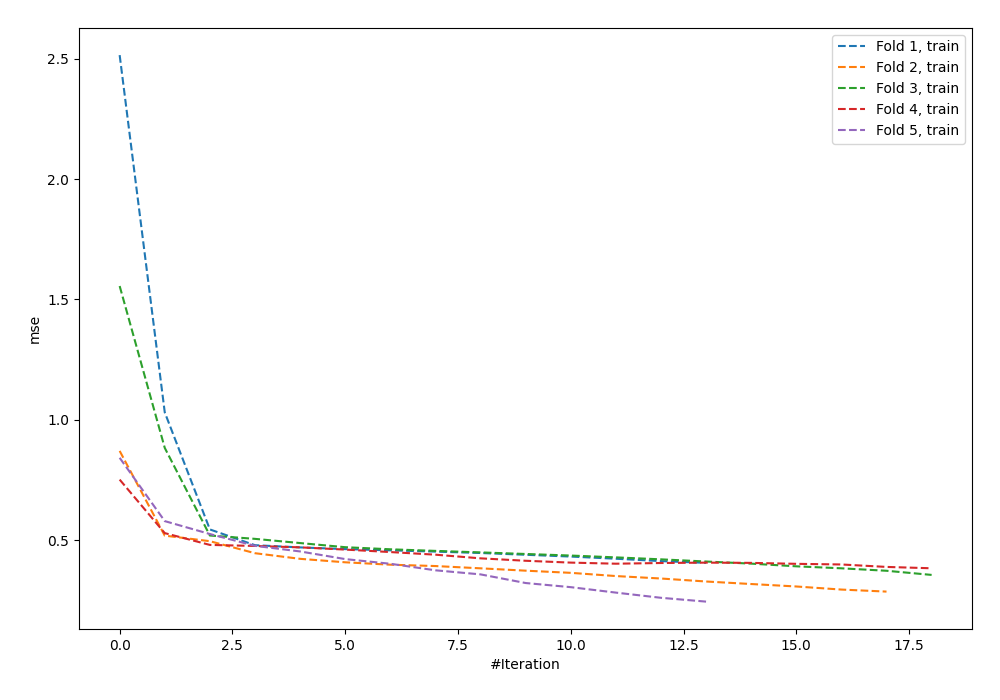 2.5
2.0
1.5
1.0
0.5
mse
0.0
2.5
5.0
7.5
10.0
12.5
15.0
17.5
#Iteration
Fold 1, train
Fold 2, train
Fold 3, train
Fold 4, train
Fold 5, train